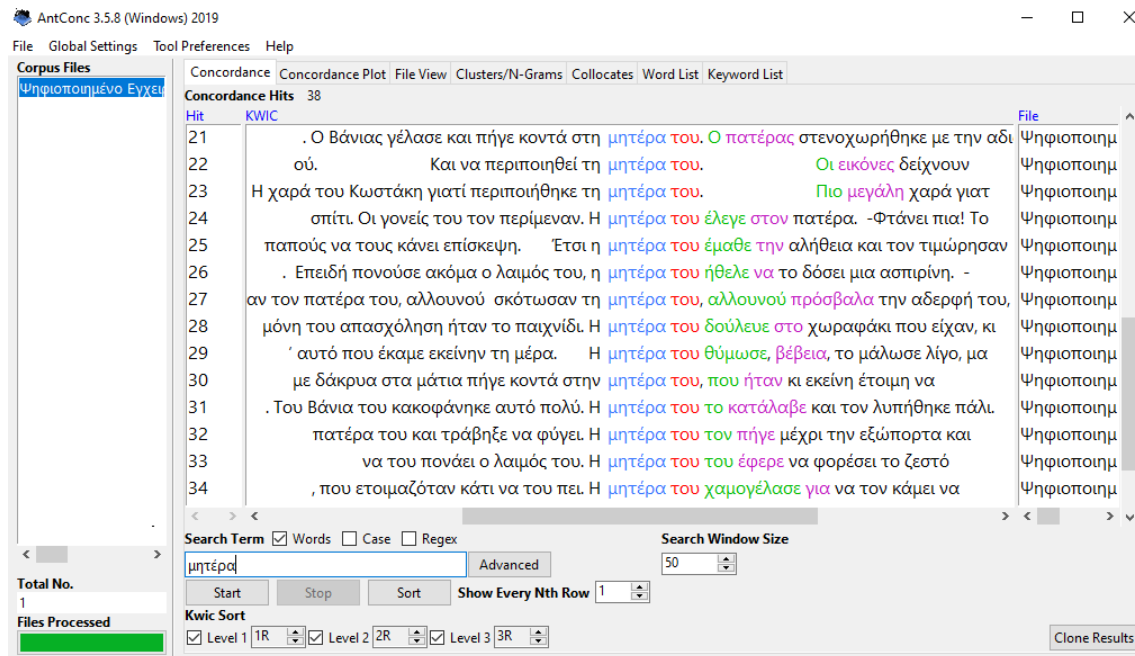 AntConc 3.5.8 (Windows) 2019
File Global Settings Tool Preferences Help
Corpus Files
Ψηφιοποιημένο Εγχει
Concordance Concordance Plot File View Clusters/N-Grams Collocates Word List Keyword List
Concordance Hits 38
Hit KWIC File
21 . Ο Βάνιας γέλασε και πήγε κοντά στη μητέρα του. Ο πατέρας στενοχωρήθηκε με την αδι Ψηφιοποιημ
22 ού. Και να περιποιηθεί τη μητέρα του. Οι εικόνες δείχνουν Ψηφιοποιημ
23 Η χαρά του Κωστάκη γιατί περιποιήθηκε τη μητέρα του. Πιο μεγάλη χαρά γιατ Ψηφιοποιημ
24 σπίτι. Οι γονείς του τον περίμεναν. Η μητέρα του έλεγε στον πατέρα. -Φτάνει πια! Το Ψηφιοποιημ
25 παπούς να τους κάνει επίσκεψη. Έτσι η μητέρα του έμαθε την αλήθεια και τον τιμώρησαν Ψηφιοποιημ
26 . Επειδή πονούσε ακόμα ο λαιμός του, η μητέρα του ήθελε να το δόσει μια ασπιρίνη. - Ψηφιοποιημ
27 αν τον πατέρα του, αλλουνού σκότωσαν τη μητέρα του, αλλουνού πρόσβαλα την αδερφή του, Ψηφιοποιημ
28 μόνη του απασχόληση ήταν το παιχνίδι. Η μητέρα του δούλευε στο χωραφάκι που είχαν, κι Ψηφιοποιημ
29 ΄ αυτό που έκαμε εκείνην τη μέρα. Η μητέρα του θύμωσε, βέβεια, το μάλωσε λίγο, μα Ψηφιοποιημ
30 με δάκρυα στα μάτια πήγε κοντά στην μητέρα του, που ήταν κι εκείνη έτοιμη να Ψηφιοποιημ
31 . Του Βάνια του κακοφάνηκε αυτό πολύ. Η μητέρα του το κατάλαβε και τον λυπήθηκε πάλι. Ψηφιοποιημ
32 πατέρα του και τράβηξε να φύγει. Η μητέρα του τον πήγε μέχρι την εξώπορτα και Ψηφιοποιημ
33 να του πονάει ο λαιμός του. Η μητέρα του του έφερε να φορέσει το ζεστό Ψηφιοποιημ
34 , που ετοιμαζόταν κάτι να του πει. Η μητέρα του χαμογέλασε για να τον κάμει να Ψηφιοποιημ
Search Term Words Case Regex Search Window Size
μητέρα Advanced 50
Total No.
1
Start Stop Sort Show Every Nth Row 1
Files Processed
Kwic Sort
Level 1 1R Level 2 2R Level 3 3R Clone Results